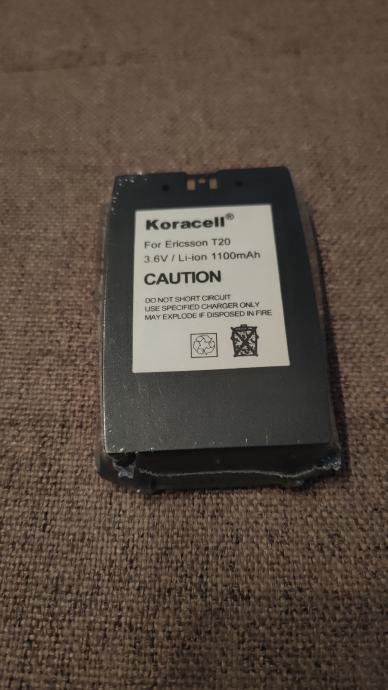 Koracell®
For Ericsson T20
3.6V / Li-ion 1100mAh
CAUTION
DO NOT SHORT CIRCUIT
USE SPECIFIED CHARGER ONLY
MAY EXPLODE IF DISPOSED IN FIRE